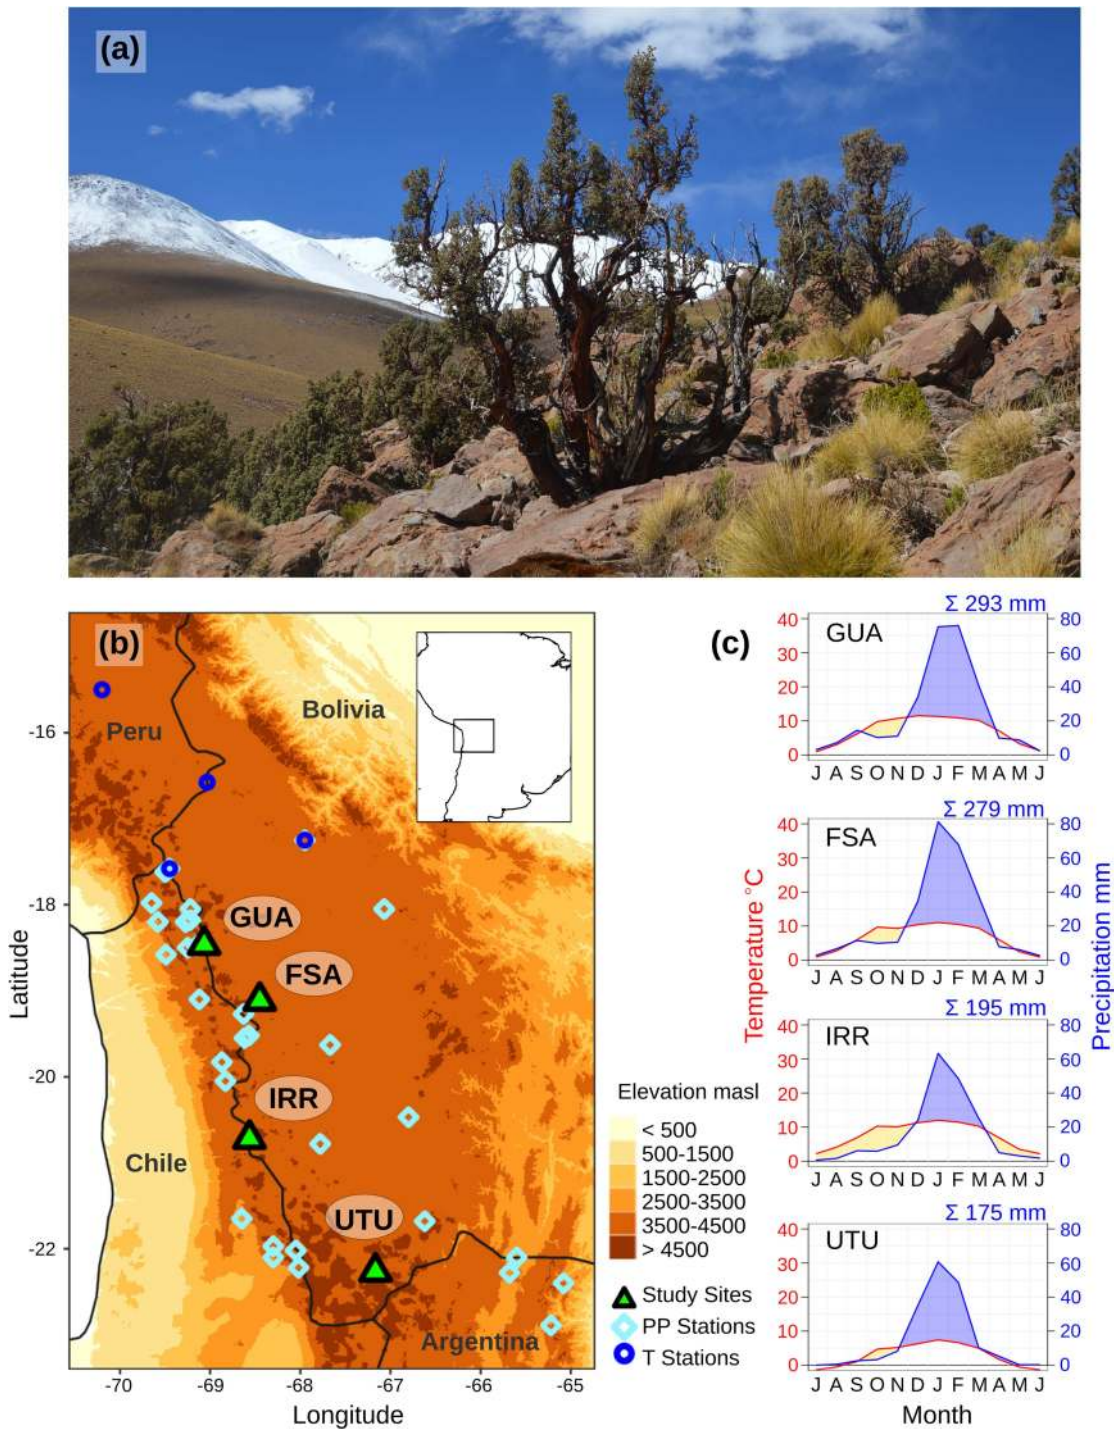 (a)
(b)
Bolivia
Peru
-16
-18
-20
-22
Latitude
GUA
FSA
IRR
UTU
Chile
Argentina
-70
-69
-68
-67
-66
-65
Longitude
Elevation masl
< 500
500-1500
1500-2500
2500-3500
3500-4500
> 4500
Study Sites
PP Stations
T Stations
(c)
Σ 293 mm
GUA
40
30
20
10
0
80
60
40
20
0
J A S O N D J F M A M J
Σ 279 mm
FSA
40
30
20
10
0
80
60
40
20
0
J A S O N D J F M A M J
Σ 195 mm
IRR
40
30
20
10
0
80
60
40
20
0
J A S O N D J F M A M J
Σ 175 mm
UTU
40
30
20
10
0
80
60
40
20
0
J A S O N D J F M A M J
Temperature °C
Precipitation mm
Month